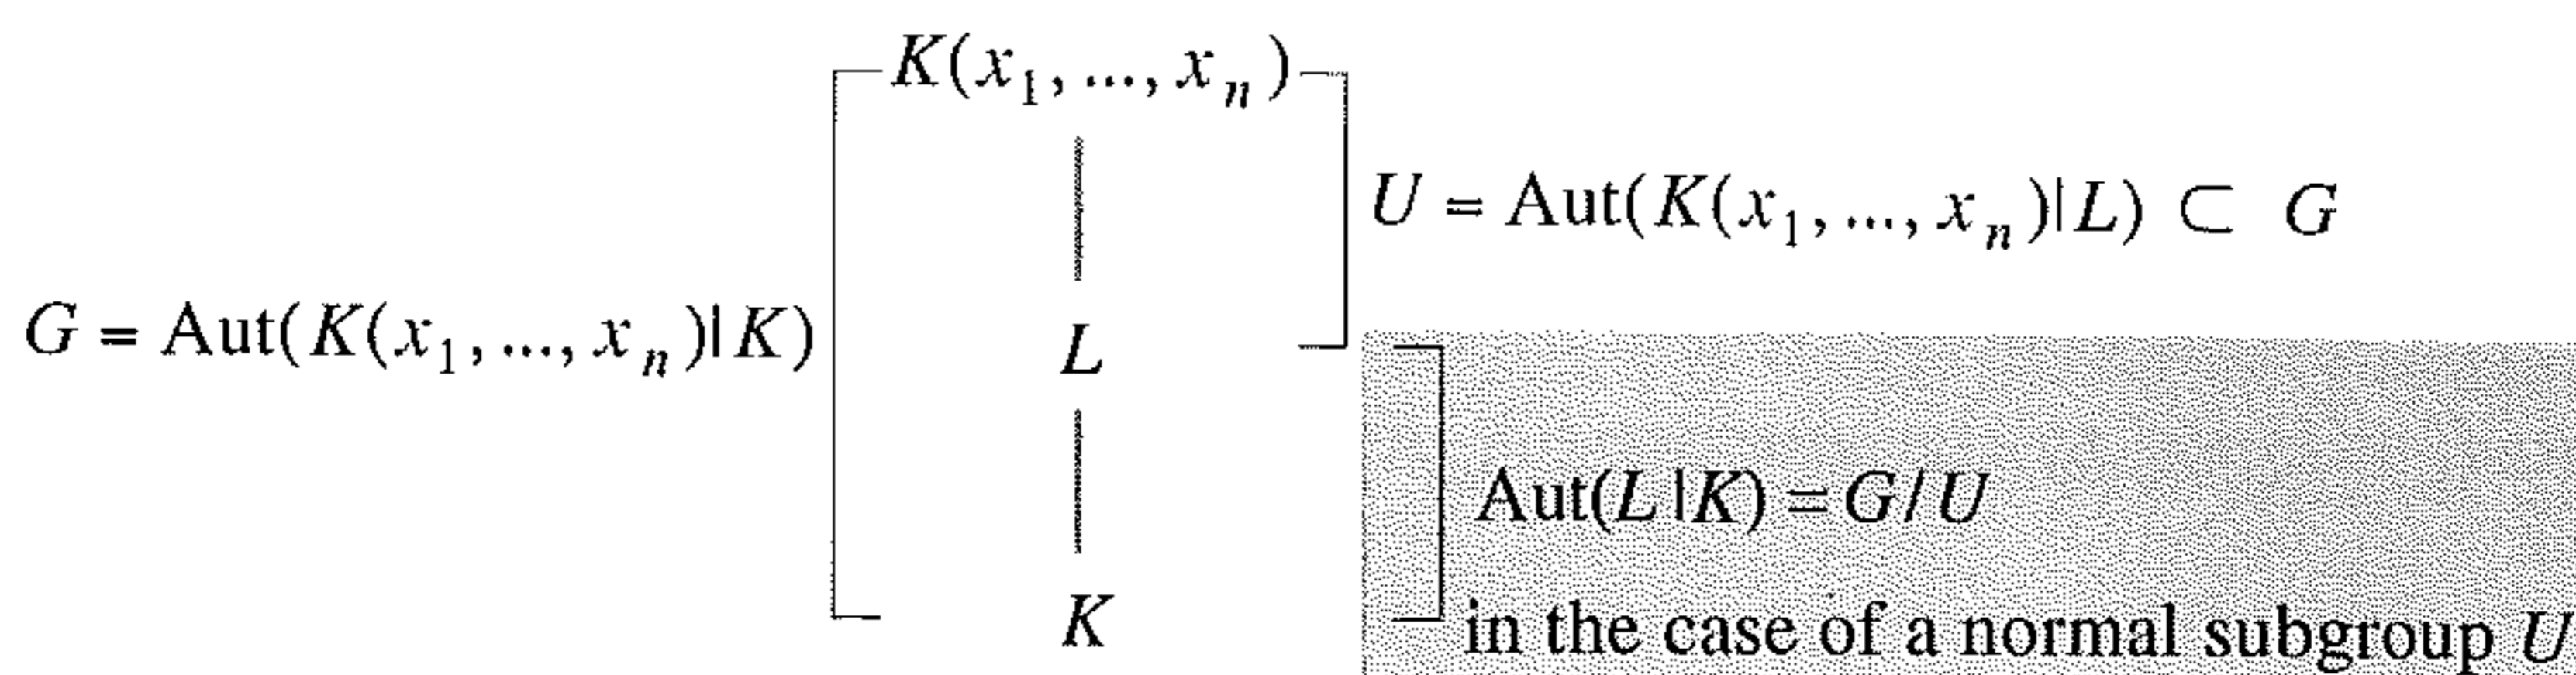 K(x₁, ..., xₙ)
U = Aut(K(x₁, ..., xₙ)|L) ⊂ G
G = Aut(K(x₁, ..., xₙ)|K)
L
Aut(L|K) = G/U
K
in the case of a normal subgroup U